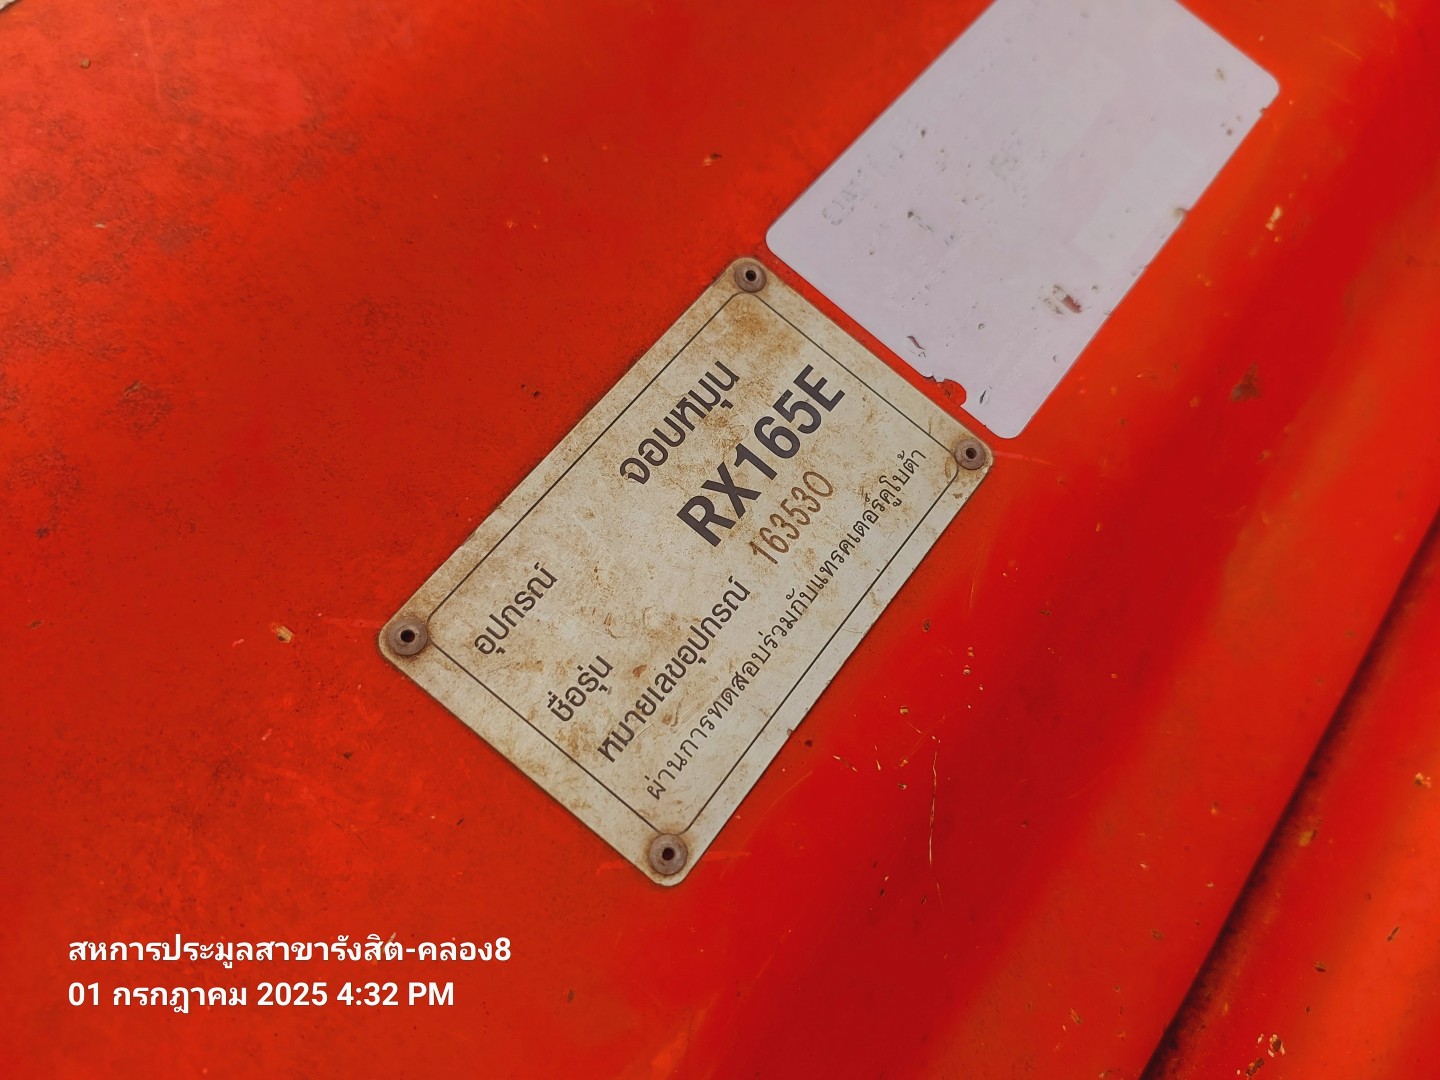 อุปกรณ์ จอบหมุน
ชื่อรุ่น RX165E
หมายเลขอุปกรณ์ 163530
ผ่านการทดสอบร่วมกับแทรคเตอร์คูโบต้า
สหการประมูลสาขารังสิต-คลอง8
01 กรกฎาคม 2025 4:32 PM